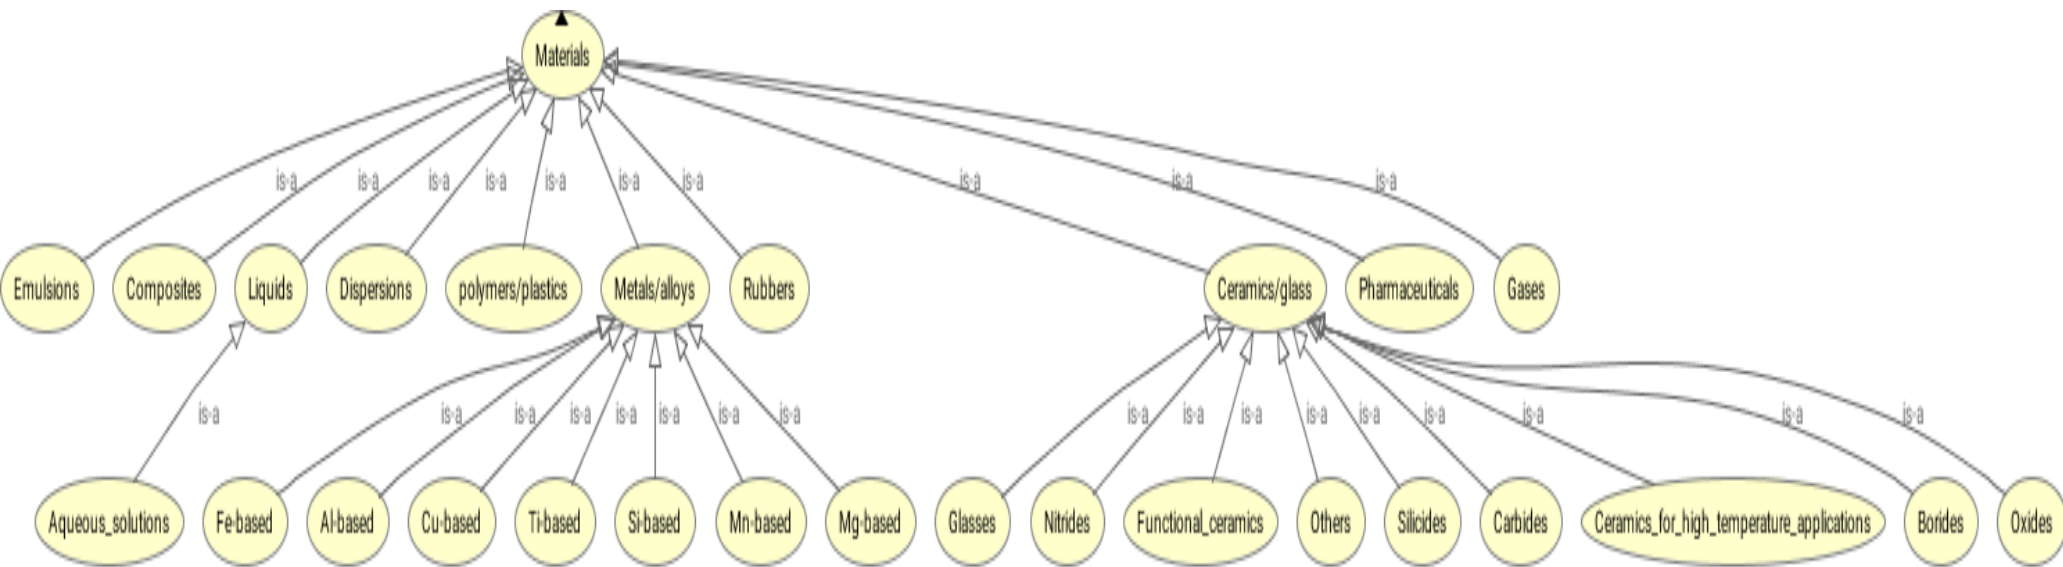 Materials
is-a is-a is-a is-a is-a is-a is-a is-a is-a is-a
Emulsions Composites Liquids Dispersions polymers/plastics Metals/alloys Rubbers Ceramics/glass Pharmaceuticals Gases
is-a is-a is-a is-a is-a is-a is-a is-a is-a is-a is-a is-a is-a is-a is-a is-a is-a
Aqueous_solutions Fe-based Al-based Cu-based Ti-based Si-based Mn-based Mg-based Glasses Nitrides Functional_ceramics Others Silicides Carbides Ceramics_for_high_temperature_applications Borides Oxides